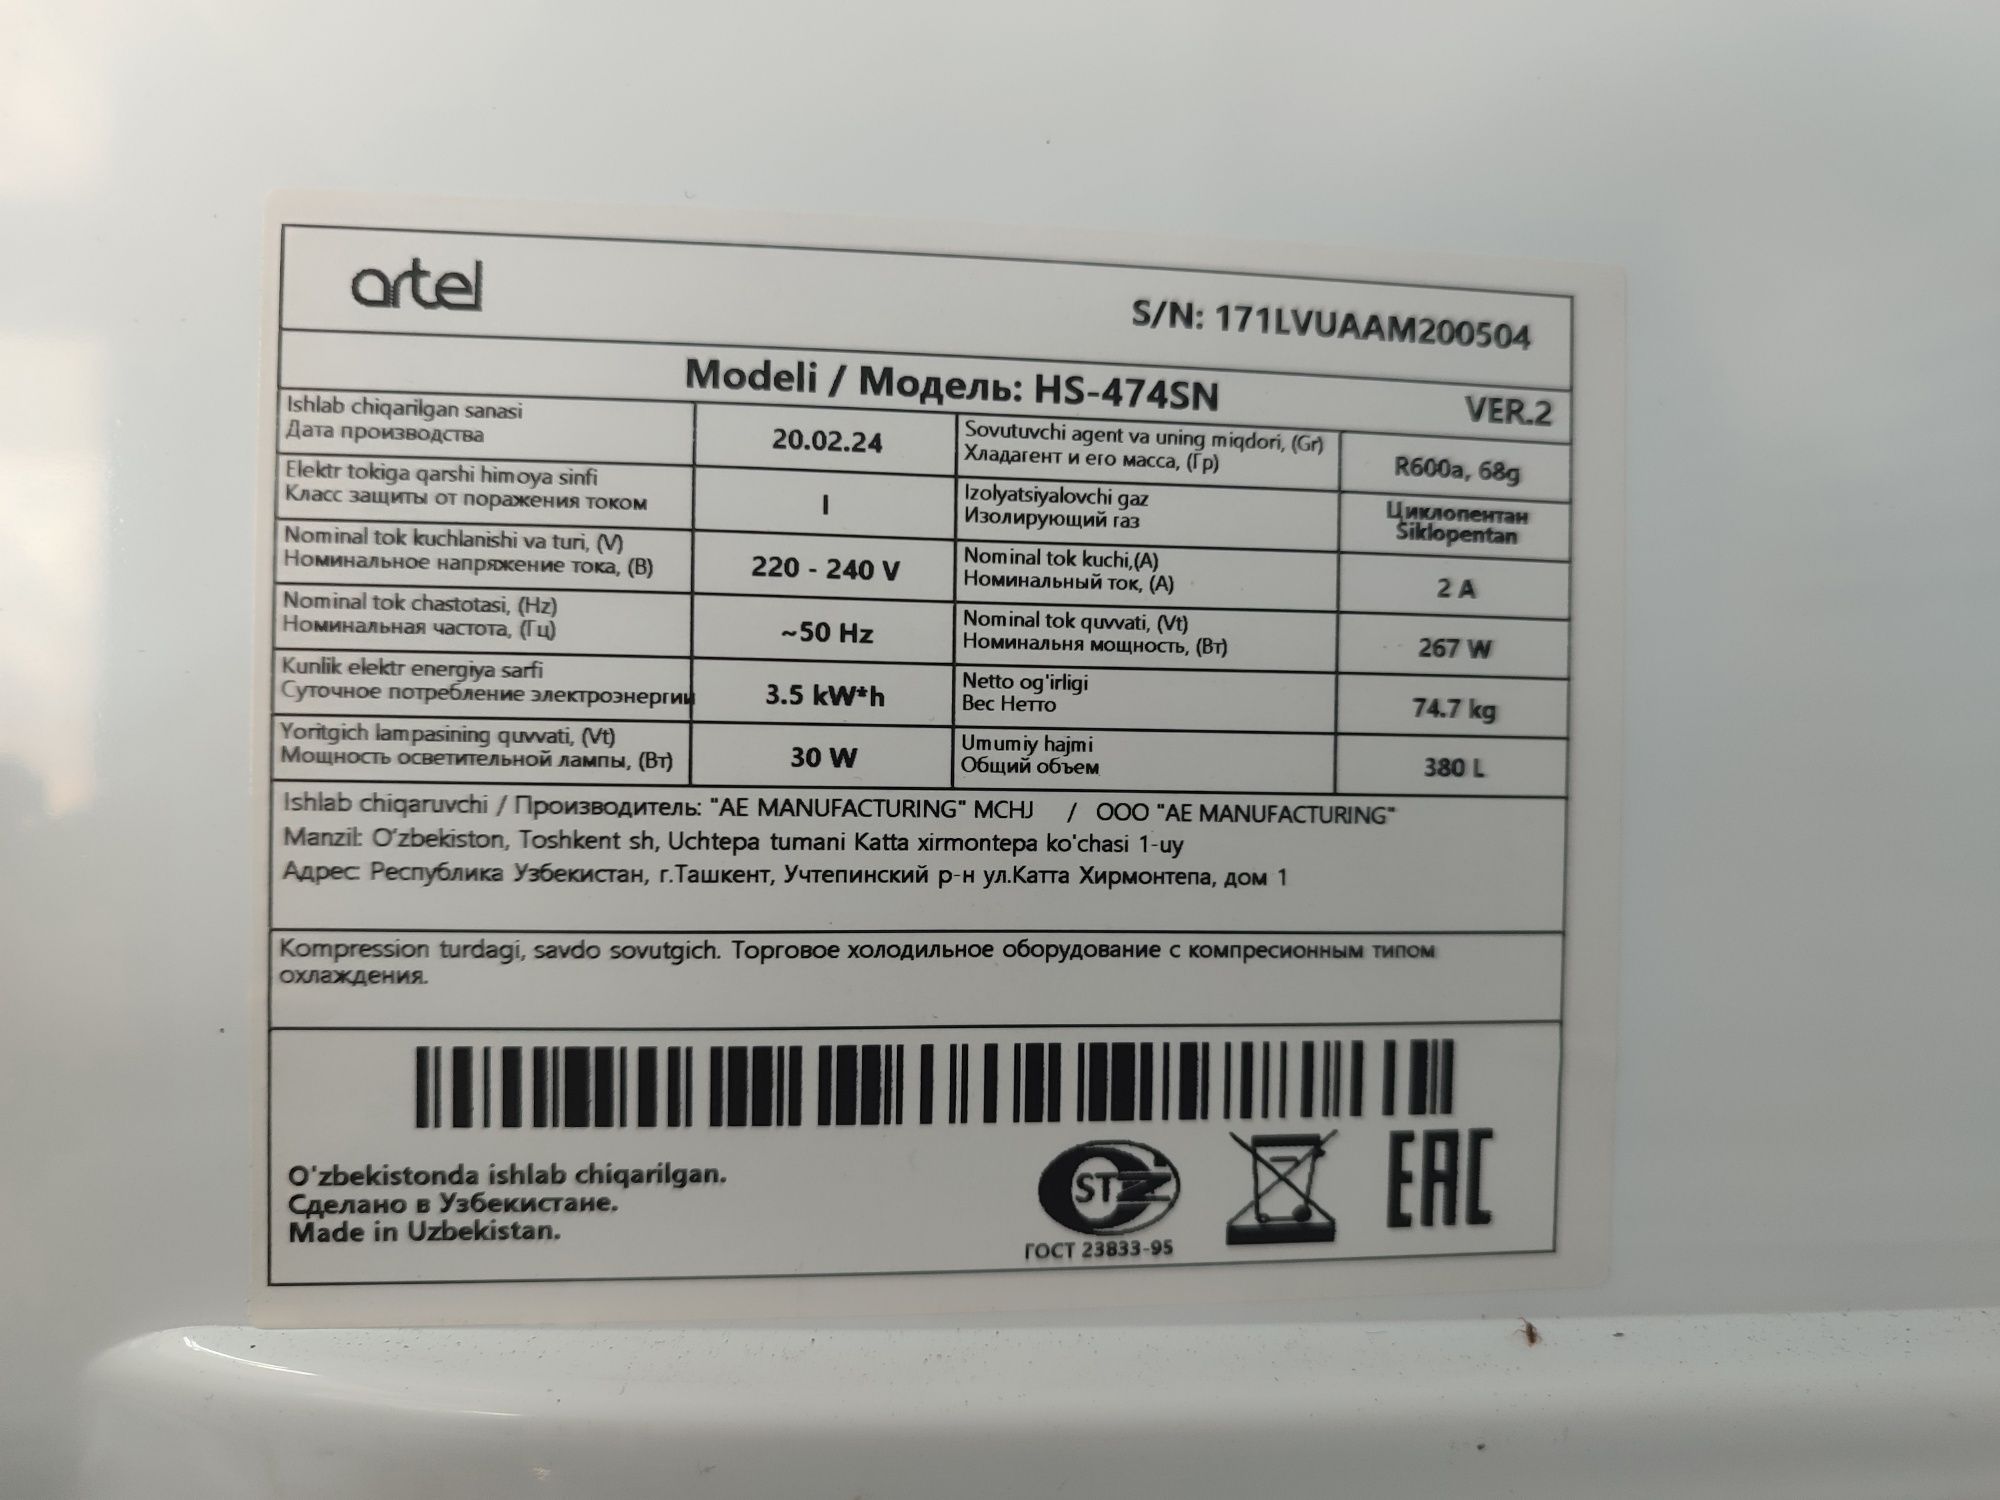 artel
S/N: 171LVUAAM200504
Modeli / Модель: HS-474SN
VER.2
Ishlab chiqarilgan sanasi
Дата производства
20.02.24
Sovutuvchi agent va uning miqdori, (Gr)
Хладагент и его масса, (Гр)
R600a, 68g
Elektr tokiga qarshi himoya sinfi
Класс защиты от поражения током
I
Izolyatsiyalovchi gaz
Изолирующий газ
Циклопентан
Siklopentan
Nominal tok kuchlanishi va turi, (V)
Номинальное напряжение тока, (В)
220 - 240 V
Nominal tok kuchi,(A)
Номинальный ток, (А)
2 A
Nominal tok chastotasi, (Hz)
Номинальная частота, (Гц)
~50 Hz
Nominal tok quvvati, (Vt)
Номинальня мощность, (Вт)
267 W
Kunlik elektr energiya sarfi
Суточное потребление электроэнергии
3.5 kW*h
Netto og'irligi
Вес Нетто
74.7 kg
Yoritgich lampasining quvvati, (Vt)
Мощность осветительной лампы, (Вт)
30 W
Umumiy hajmi
Общий объем
380 L
Ishlab chiqaruvchi / Производитель: "AE MANUFACTURING" MCHJ / ООО "AE MANUFACTURING"
Manzil: O'zbekiston, Toshkent sh, Uchtepa tumani Katta xirmontepa ko'chasi 1-uy
Адрес: Республика Узбекистан, г.Ташкент, Учтепинский р-н ул.Катта Хирмонтепа, дом 1
Kompression turdagi, savdo sovutgich. Торговое холодильное оборудование с компресионным типом
охлаждения.
O'zbekistonda ishlab chiqarilgan.
Сделано в Узбекистане.
Made in Uzbekistan.
STZ
ГОСТ 23833-95
EAC